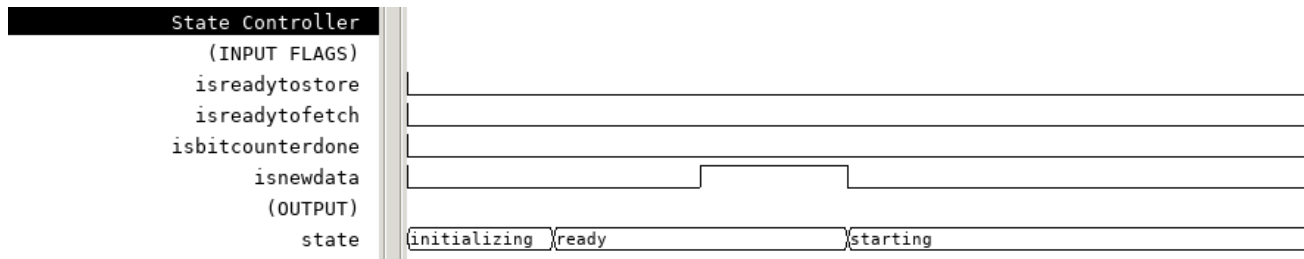 State Controller
(INPUT FLAGS)
isreadytostore
isreadytofetch
isbitcounterdone
isnewdata
(OUTPUT)
state initializing ready starting